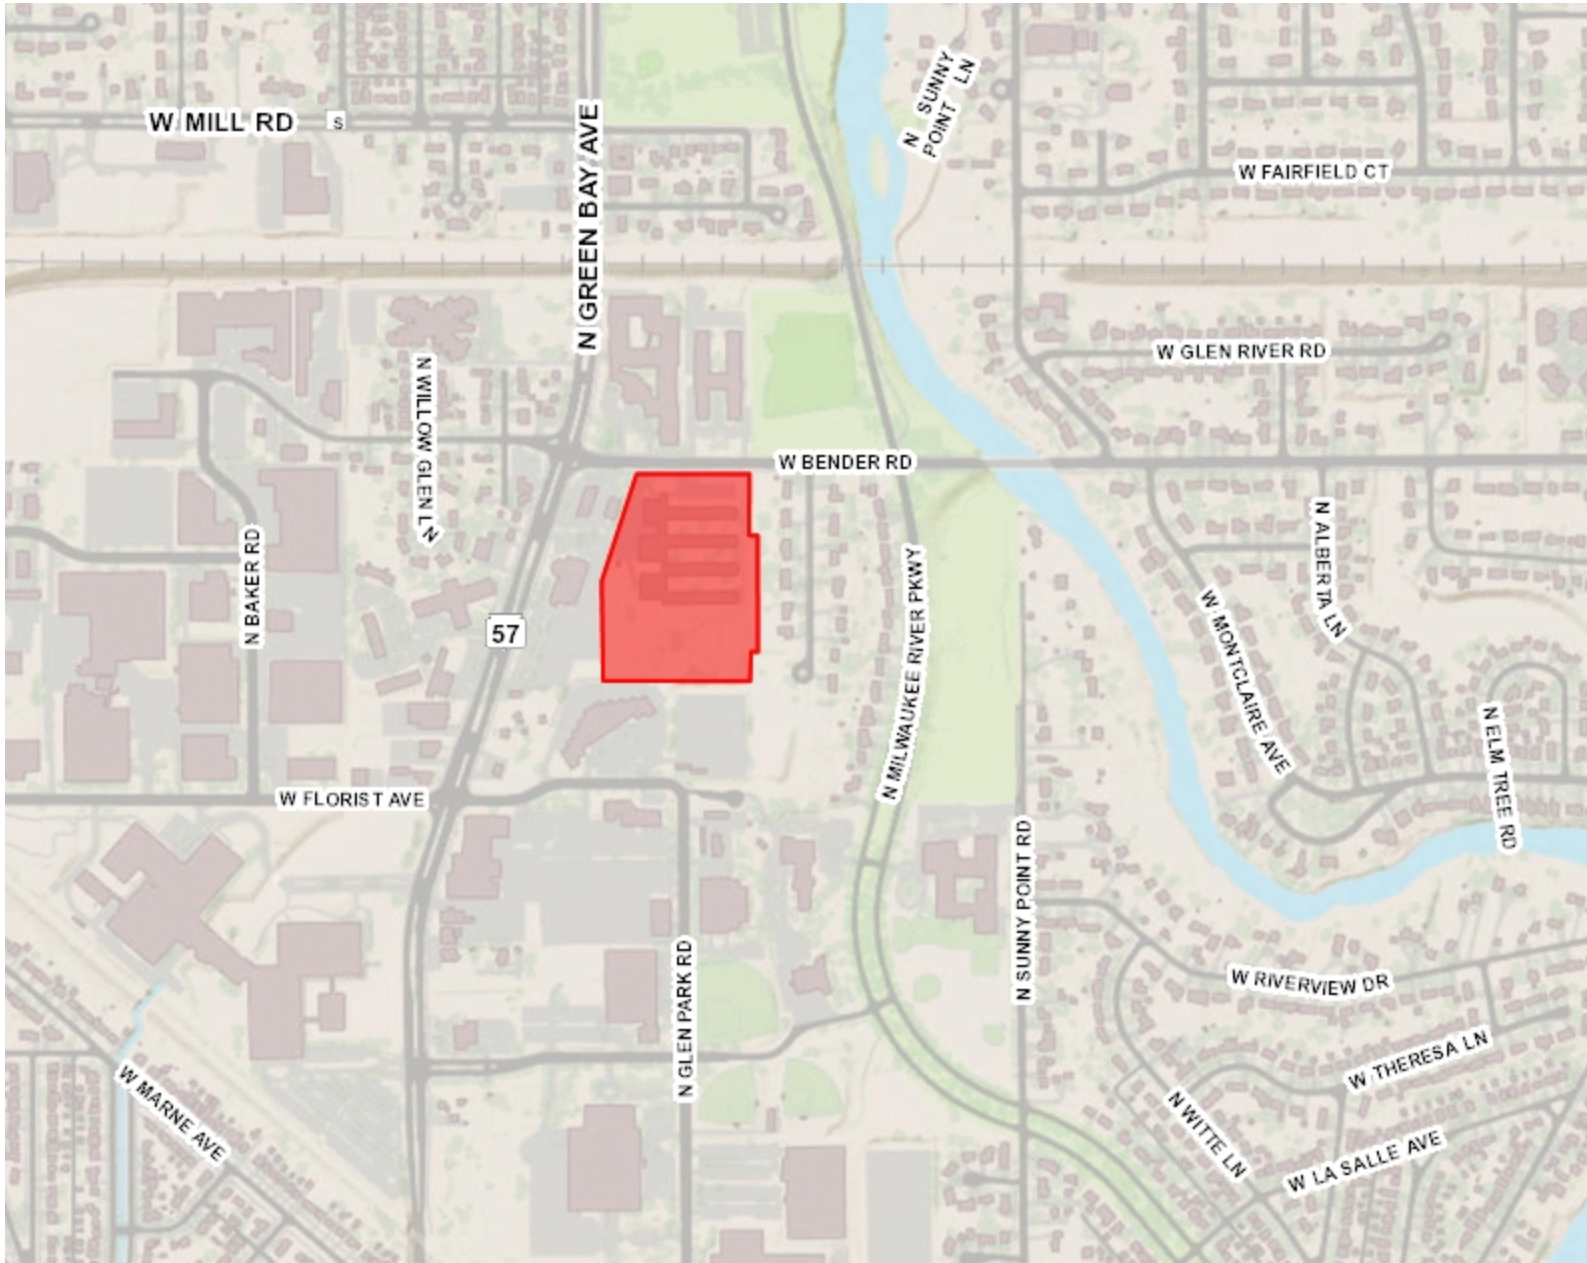 N SUNNY
POINT LN
W MILL RD
S
N GREEN BAY AVE
W FAIRFIELD CT
W GLEN RIVER RD
N WILLOW GLEN LN
W BENDER RD
N ALBERTA LN
N BAKER RD
N MILWAUKEE RIVER PKWY
W MONTCLAIRE AVE
57
N ELM TREE RD
W FLORIST AVE
N SUNNY POINT RD
N GLEN PARK RD
W RIVERVIEW DR
W THERESA LN
W MARNE AVE
N WITTE LN
W LA SALLE AVE